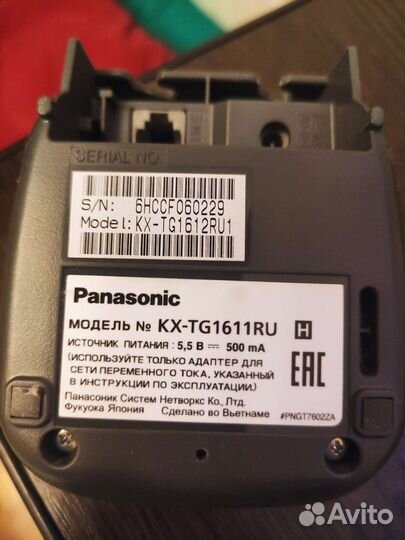 LINE
SERIAL NO
S/N: 6HCCF060229
Model: KX-TG1612RU1
Panasonic
МОДЕЛЬ № KX-TG1611RU H
ИСТОЧНИК ПИТАНИЯ : 5,5 В 500 mA
(ИСПОЛЬЗУЙТЕ ТОЛЬКО АДАПТЕР ДЛЯ
СЕТИ ПЕРЕМЕННОГО ТОКА, УКАЗАННЫЙ
В ИНСТРУКЦИИ ПО ЭКСПЛУАТАЦИИ.)
EAC
Панасоник Систем Нетворкс Ко., Лтд.
Фукуока Япония Сделано во Вьетнаме
#PNGT7602ZA
Avito